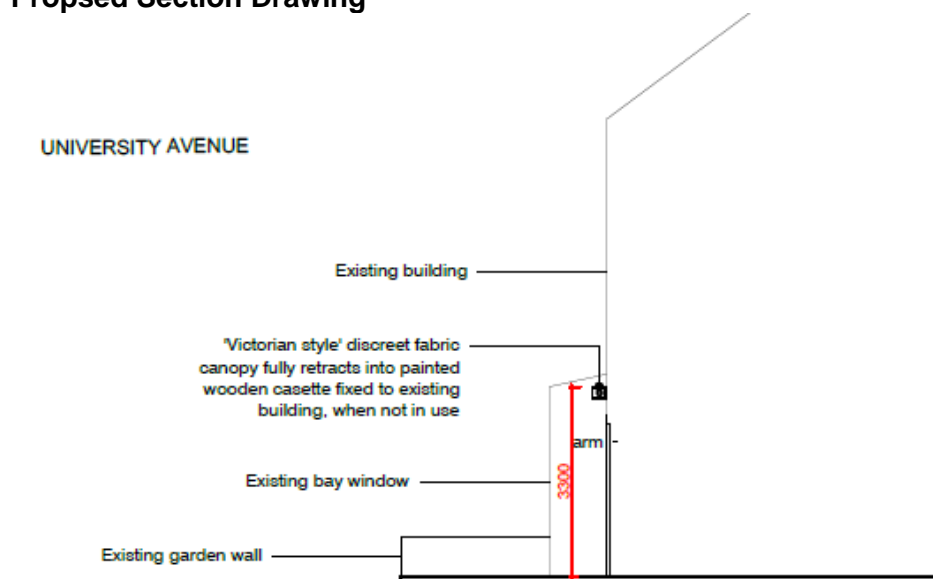 Propsed Section Drawing
UNIVERSITY AVENUE
Existing building
'Victorian style' discreet fabric
canopy fully retracts into painted
wooden casette fixed to existing
building, when not in use
arm
Existing bay window
3300
Existing garden wall